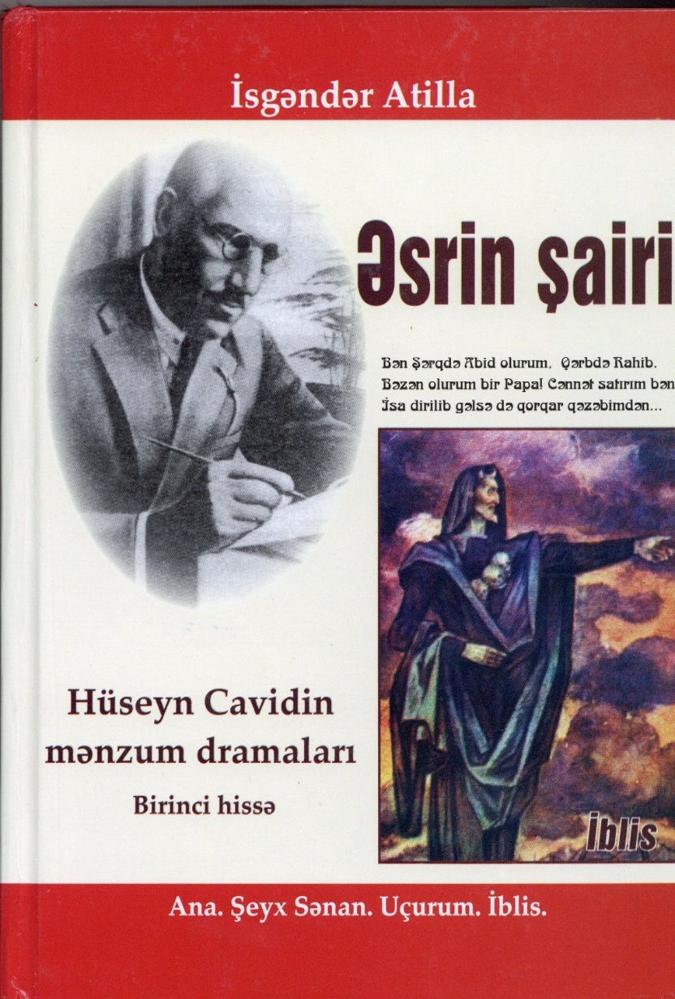 İsgəndər Atilla
Əsrin şairi
Bən Şərqdə Abid olurum, Qərbdə Rahib.
Bəzən olurum bir Papa! Cənnət satırım bən
İsa dirilib gəlsə də qorqar qəzəbimdən...
İblis
Hüseyn Cavidin
mənzum dramaları
Birinci hissə
Ana. Şeyx Sənan. Uçurum. İblis.